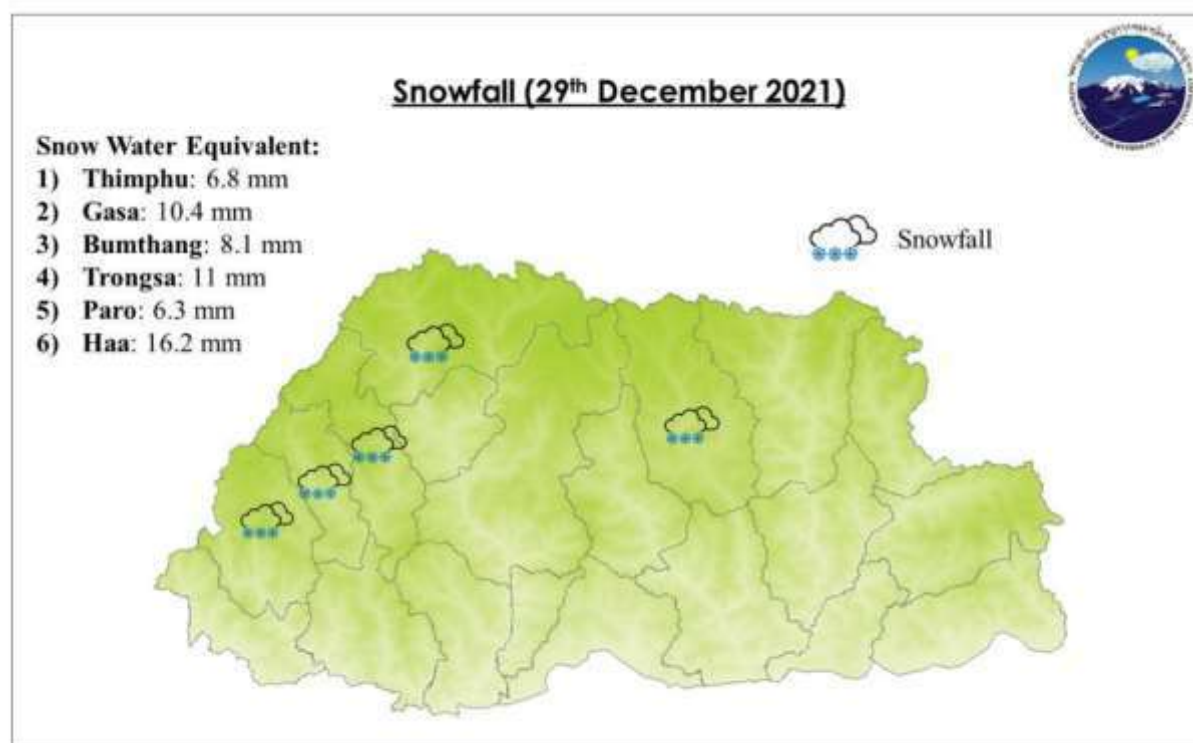 Snowfall (29th December 2021)
Snow Water Equivalent:
1) Thimphu: 6.8 mm
2) Gasa: 10.4 mm
3) Bumthang: 8.1 mm
4) Trongsa: 11 mm
5) Paro: 6.3 mm
6) Haa: 16.2 mm
Snowfall